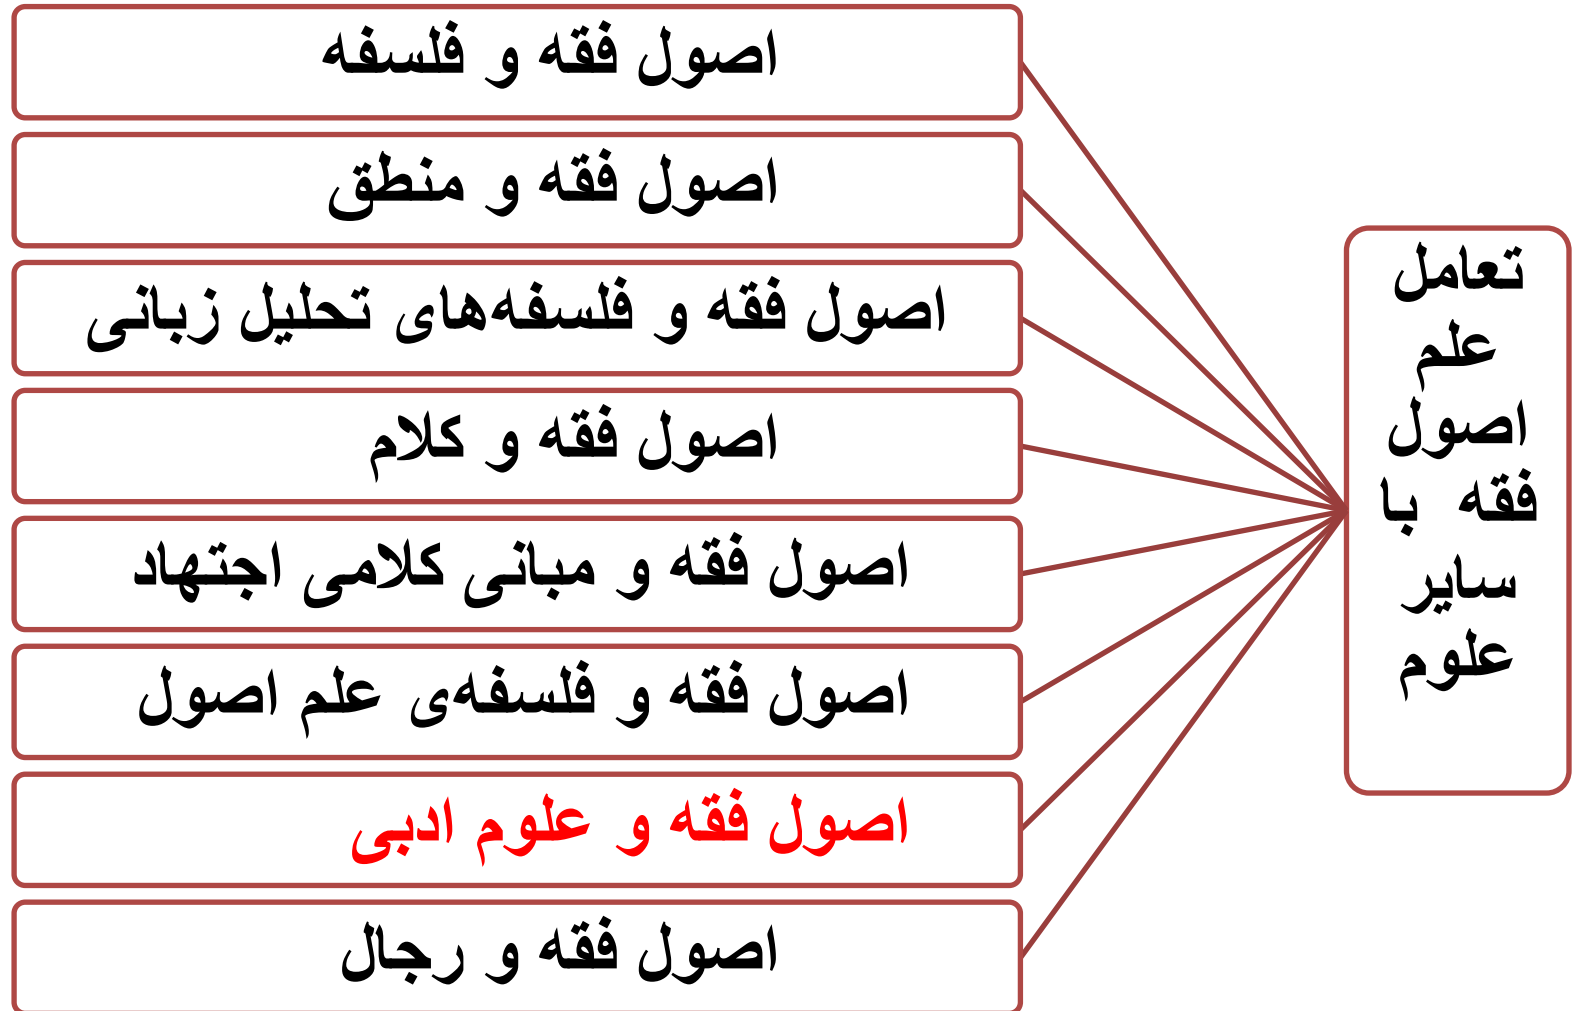 تعامل
علم
اصول
فقه با
سایر
علوم
اصول فقه و فلسفه
اصول فقه و منطق
اصول فقه و فلسفه‌های تحلیل زبانی
اصول فقه و کلام
اصول فقه و مبانی کلامی اجتهاد
اصول فقه و فلسفه‌ی علم اصول
اصول فقه و علوم ادبی
اصول فقه و رجال